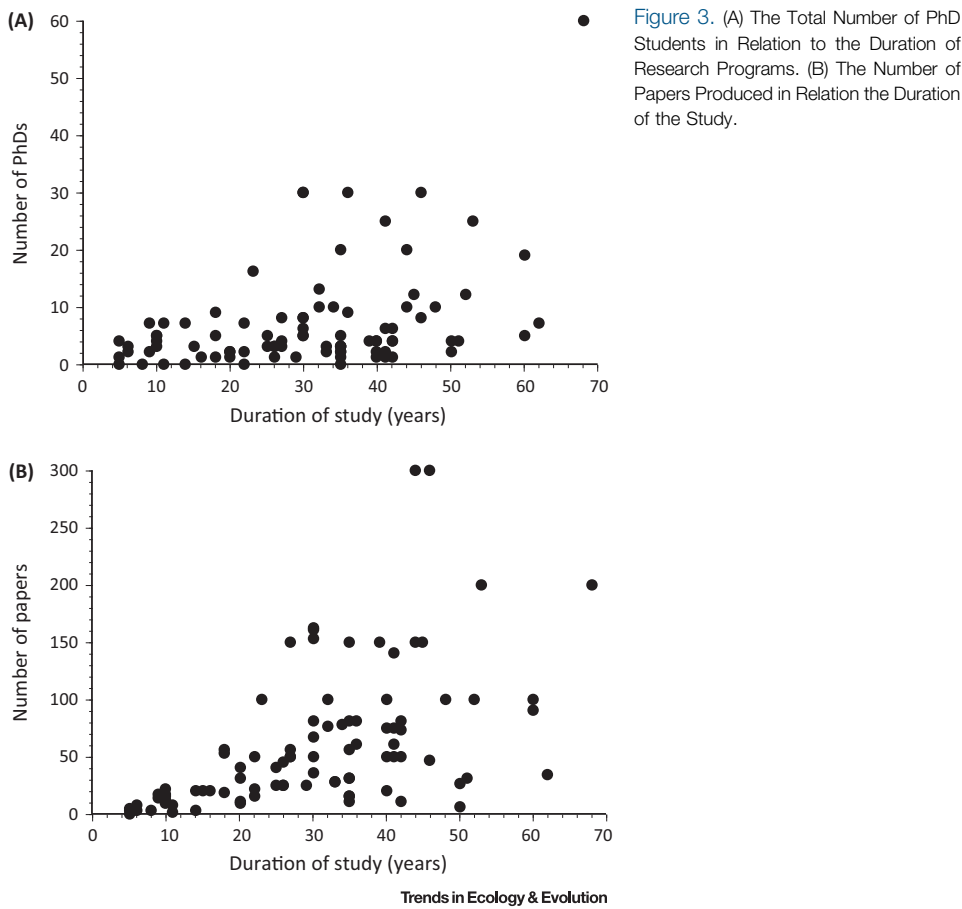 (A)
60
50
40
30
20
10
0
Number of PhDs
0 10 20 30 40 50 60 70
Duration of study (years)
Figure 3. (A) The Total Number of PhD
Students in Relation to the Duration of
Research Programs. (B) The Number of
Papers Produced in Relation the Duration
of the Study.
(B)
300
250
200
150
100
50
0
Number of papers
0 10 20 30 40 50 60 70
Duration of study (years)
Trends in Ecology & Evolution